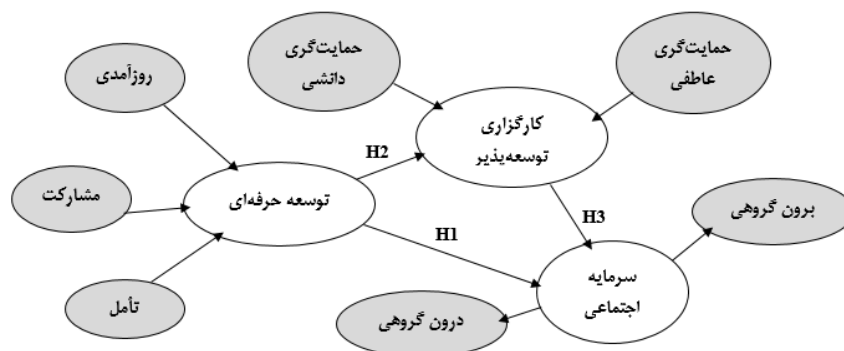 حمایت‌گری
دانشی
حمایت‌گری
عاطفی
روزآمدی
کارگزاری
توسعه‌پذیر
H2
مشارکت
توسعه حرفه‌ای
H3
برون گروهی
H1
سرمایه
اجتماعی
تأمل
درون گروهی